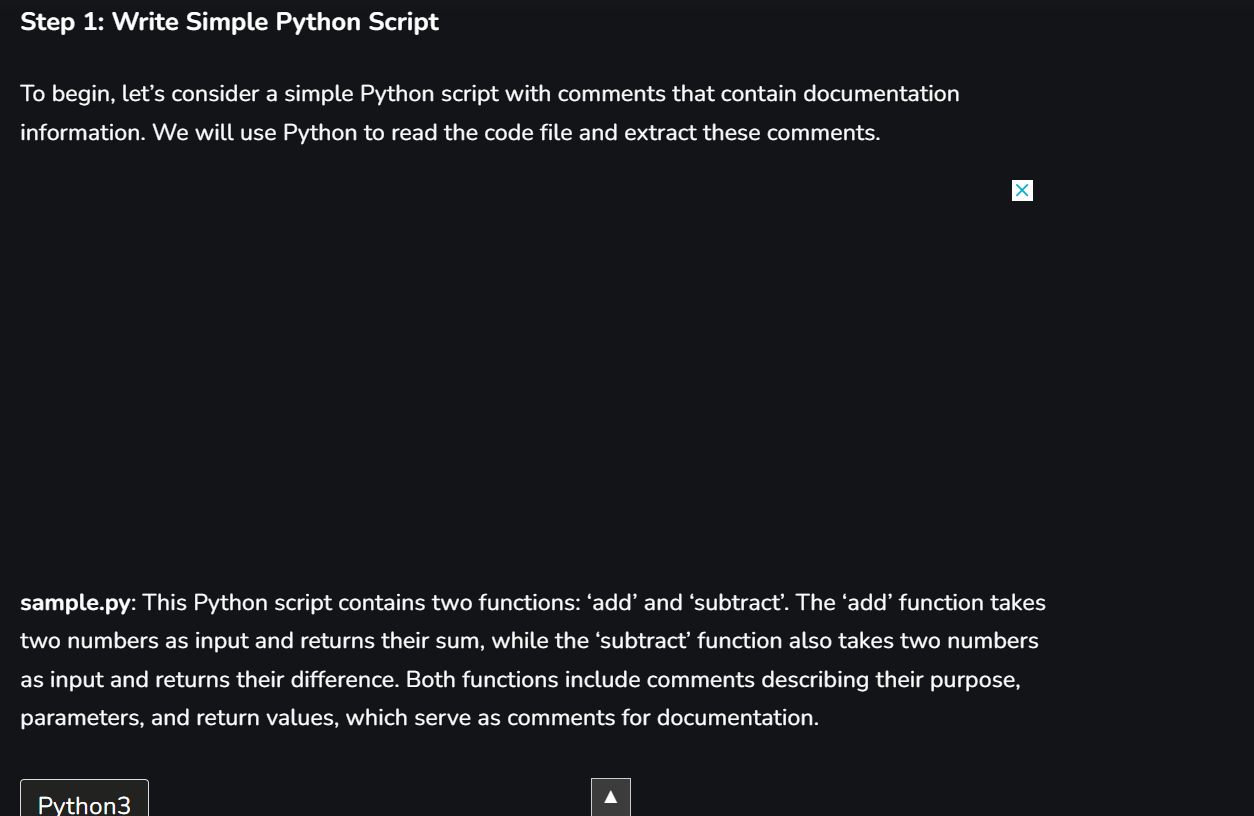 Step 1: Write Simple Python Script
To begin, let’s consider a simple Python script with comments that contain documentation
information. We will use Python to read the code file and extract these comments.
sample.py: This Python script contains two functions: ‘add’ and ‘subtract’. The ‘add’ function takes
two numbers as input and returns their sum, while the ‘subtract’ function also takes two numbers
as input and returns their difference. Both functions include comments describing their purpose,
parameters, and return values, which serve as comments for documentation.
Python3